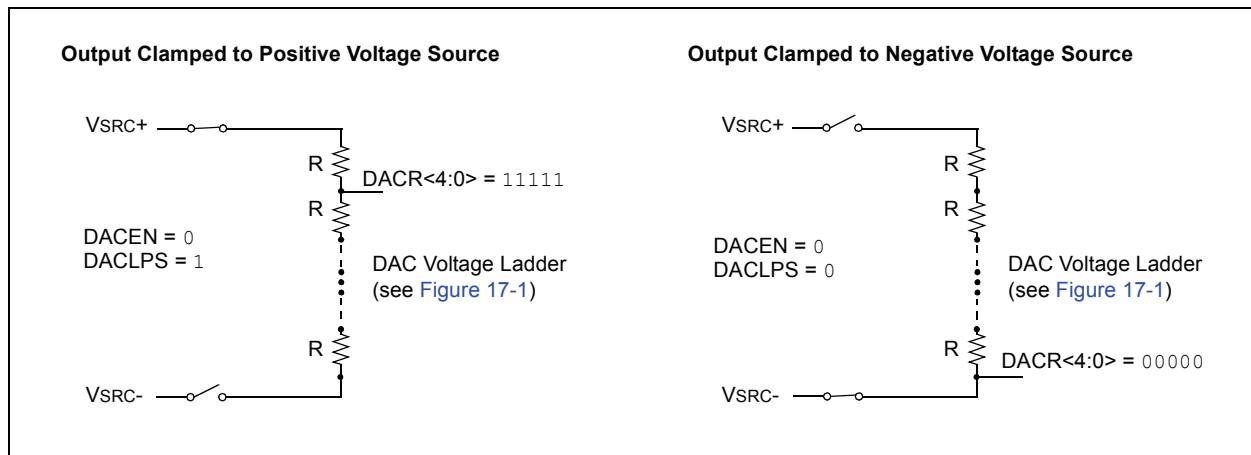 Output Clamped to Positive Voltage Source
VSRC+
R
DACR<4:0> = 11111
R
DACEN = 0
DACLPS = 1
DAC Voltage Ladder
(see Figure 17-1)
R
VSRC-
Output Clamped to Negative Voltage Source
VSRC+
R
R
DACEN = 0
DACLPS = 0
DAC Voltage Ladder
(see Figure 17-1)
R
DACR<4:0> = 00000
VSRC-